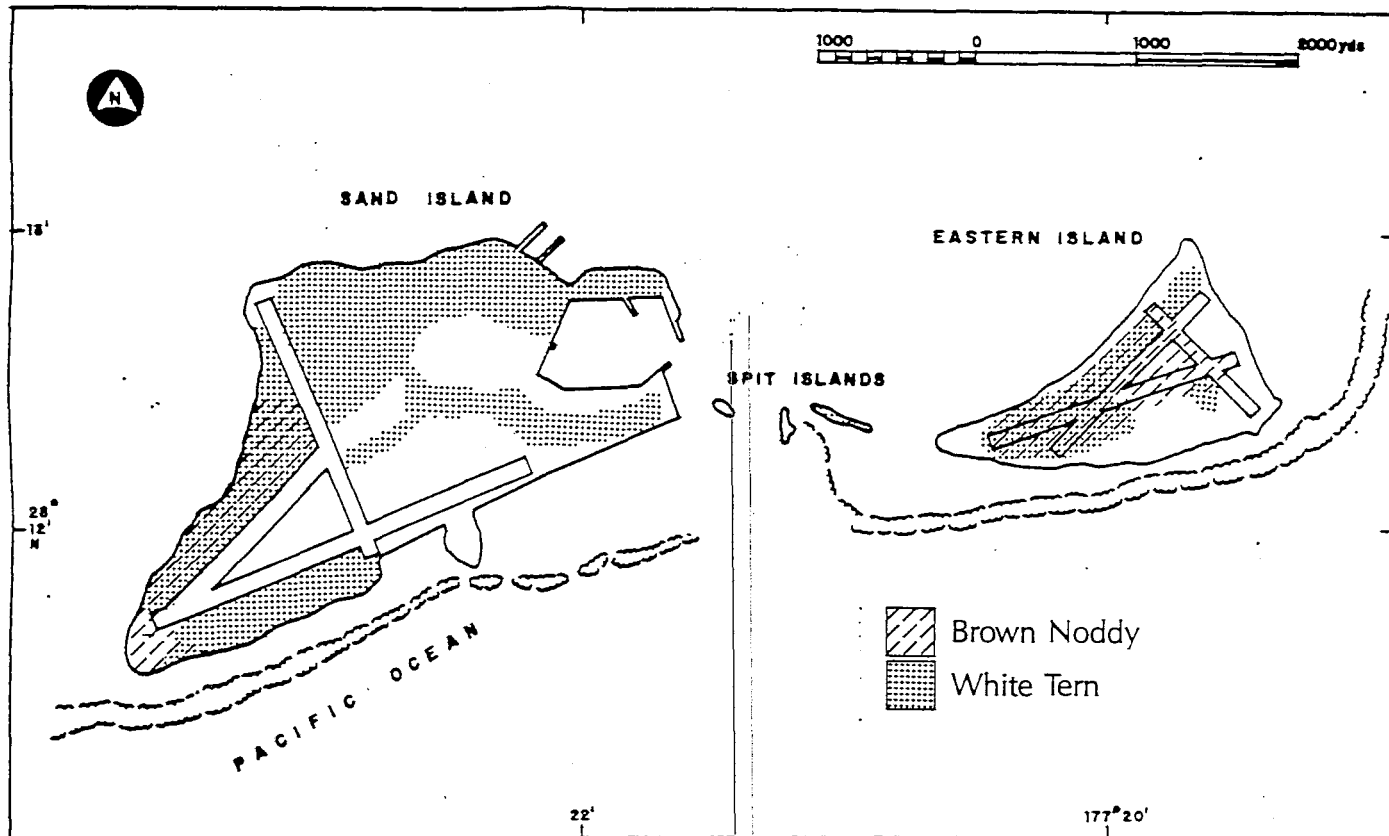 1000 0 1000 2000 yds
N
SAND ISLAND
13'
EASTERN ISLAND
SPIT ISLANDS
28°
12'
N
Brown Noddy
White Tern
PACIFIC OCEAN
22'
177° 20'